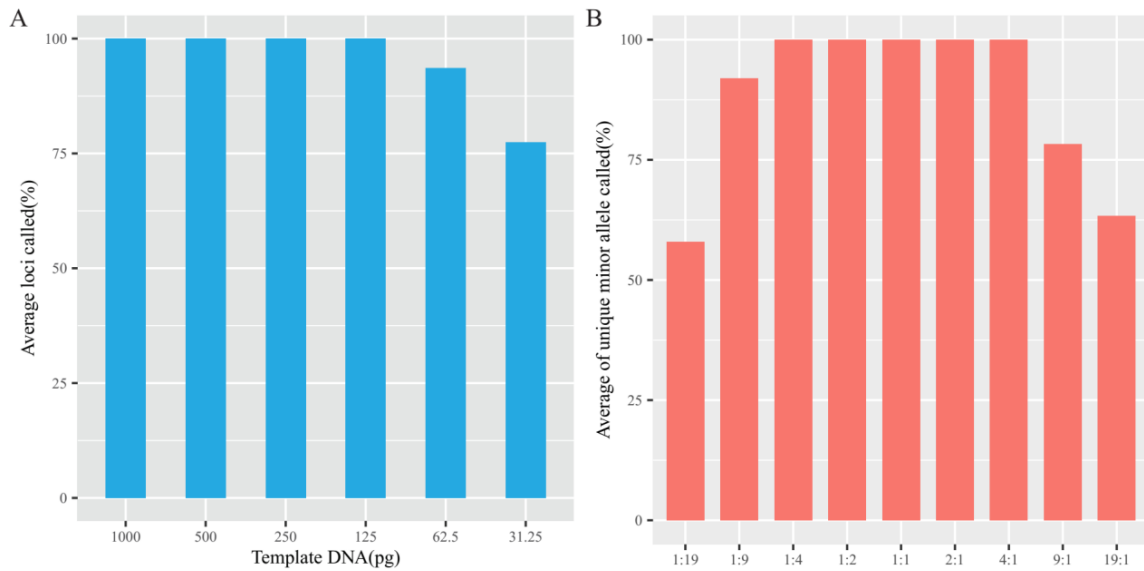 A
Average loci called(%)
100
75
50
25
0
1000 500 250 125 62.5 31.25
Template DNA(pg)
B
Average of unique minor allele called(%)
100
75
50
25
0
1:19 1:9 1:4 1:2 1:1 2:1 4:1 9:1 19:1